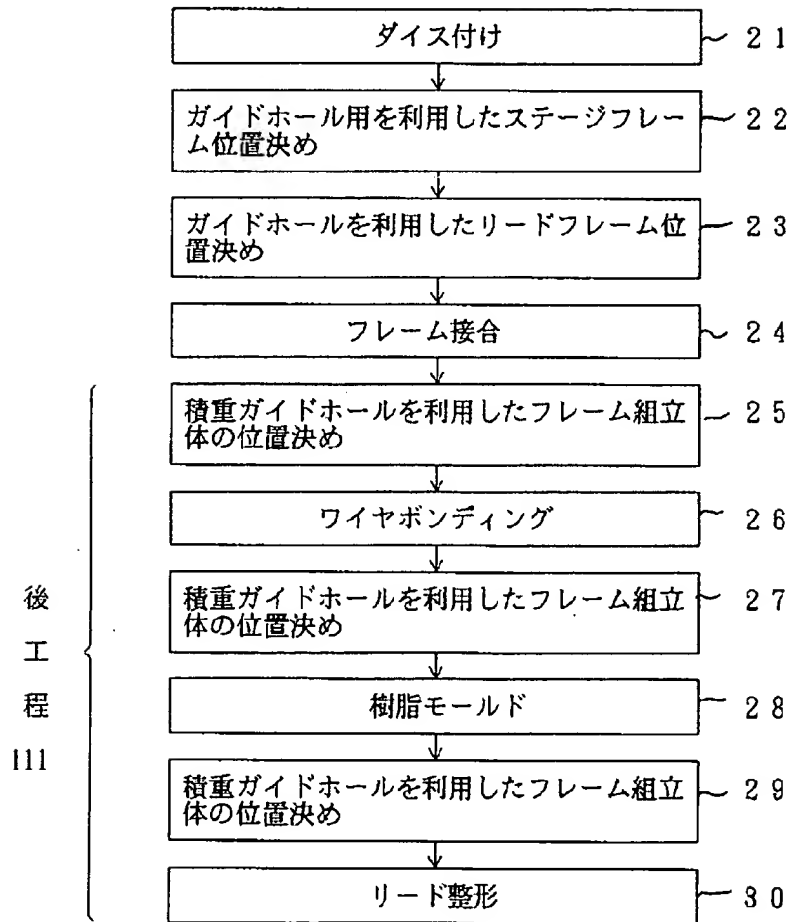 ダイス付け
21
ガイドホール用を利用したステージフレー
ム位置決め
22
ガイドホールを利用したリードフレーム位
置決め
23
フレーム接合
24
積重ガイドホールを利用したフレーム組立
体の位置決め
25
ワイヤボンディング
26
積重ガイドホールを利用したフレーム組立
体の位置決め
27
樹脂モールド
28
積重ガイドホールを利用したフレーム組立
体の位置決め
29
リード整形
30
後
工
程
111